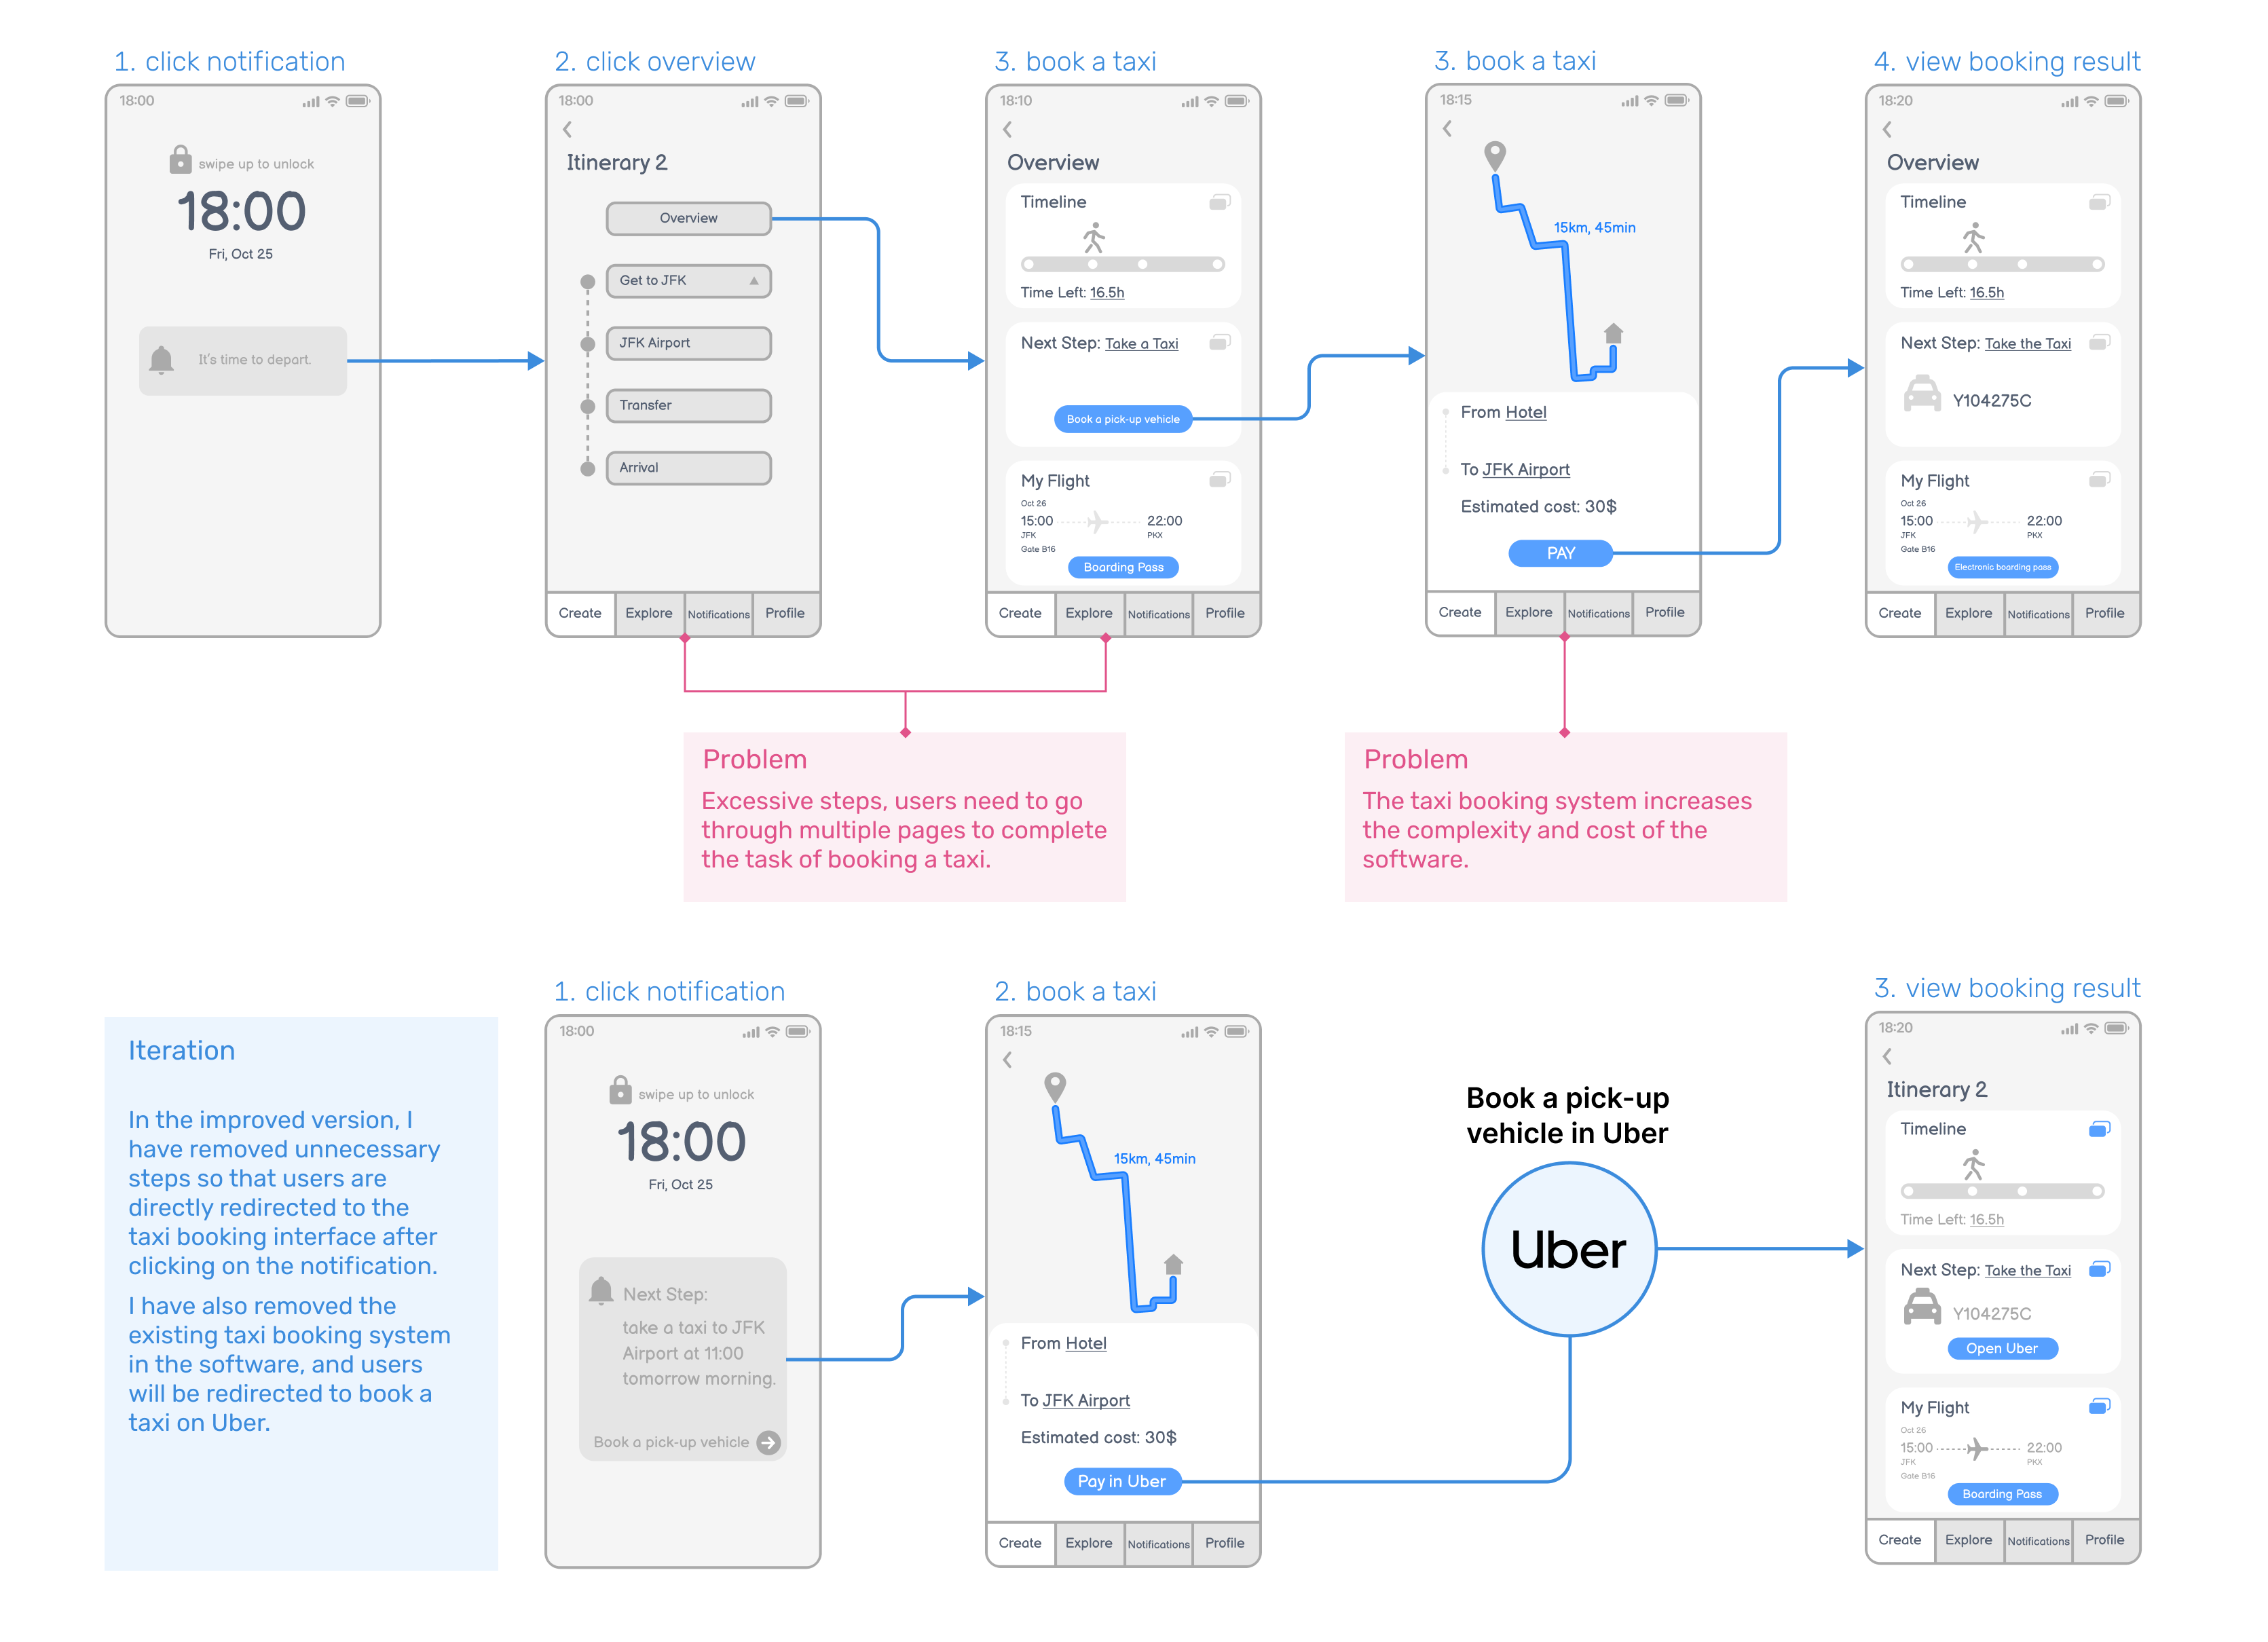 1. click notification
18:00
swipe up to unlock
18:00
Fri, Oct 25
It's time to depart.
2. click overview
18:00
Itinerary 2
Overview
Get to JFK
JFK Airport
Transfer
Arrival
Create Explore Notifications Profile
3. book a taxi
18:10
Overview
Timeline
Time Left: 16.5h
Next Step: Take a Taxi
Book a pick-up vehicle
My Flight
Oct 26
15:00 22:00
JFK PKX
Gate B16
Boarding Pass
Create Explore Notifications Profile
3. book a taxi
18:15
15km, 45min
From Hotel
To JFK Airport
Estimated cost: 30$
PAY
Create Explore Notifications Profile
4. view booking result
18:20
Overview
Timeline
Time Left: 16.5h
Next Step: Take the Taxi
Y104275C
My Flight
Oct 26
15:00 22:00
JFK PKX
Gate B16
Electronic boarding pass
Create Explore Notifications Profile
Problem
Excessive steps, users need to go
through multiple pages to complete
the task of booking a taxi.
Problem
The taxi booking system increases
the complexity and cost of the
software.
Iteration
In the improved version, I
have removed unnecessary
steps so that users are
directly redirected to the
taxi booking interface after
clicking on the notification.
I have also removed the
existing taxi booking system
in the software, and users
will be redirected to book a
taxi on Uber.
1. click notification
18:00
swipe up to unlock
18:00
Fri, Oct 25
Next Step:
take a taxi to JFK
Airport at 11:00
tomorrow morning.
Book a pick-up vehicle
2. book a taxi
18:15
15km, 45min
From Hotel
To JFK Airport
Estimated cost: 30$
Pay in Uber
Create Explore Notifications Profile
Book a pick-up
vehicle in Uber
Uber
3. view booking result
18:20
Itinerary 2
Timeline
Time Left: 16.5h
Next Step: Take the Taxi
Y104275C
Open Uber
My Flight
Oct 26
15:00 22:00
JFK PKX
Gate B16
Boarding Pass
Create Explore Notifications Profile